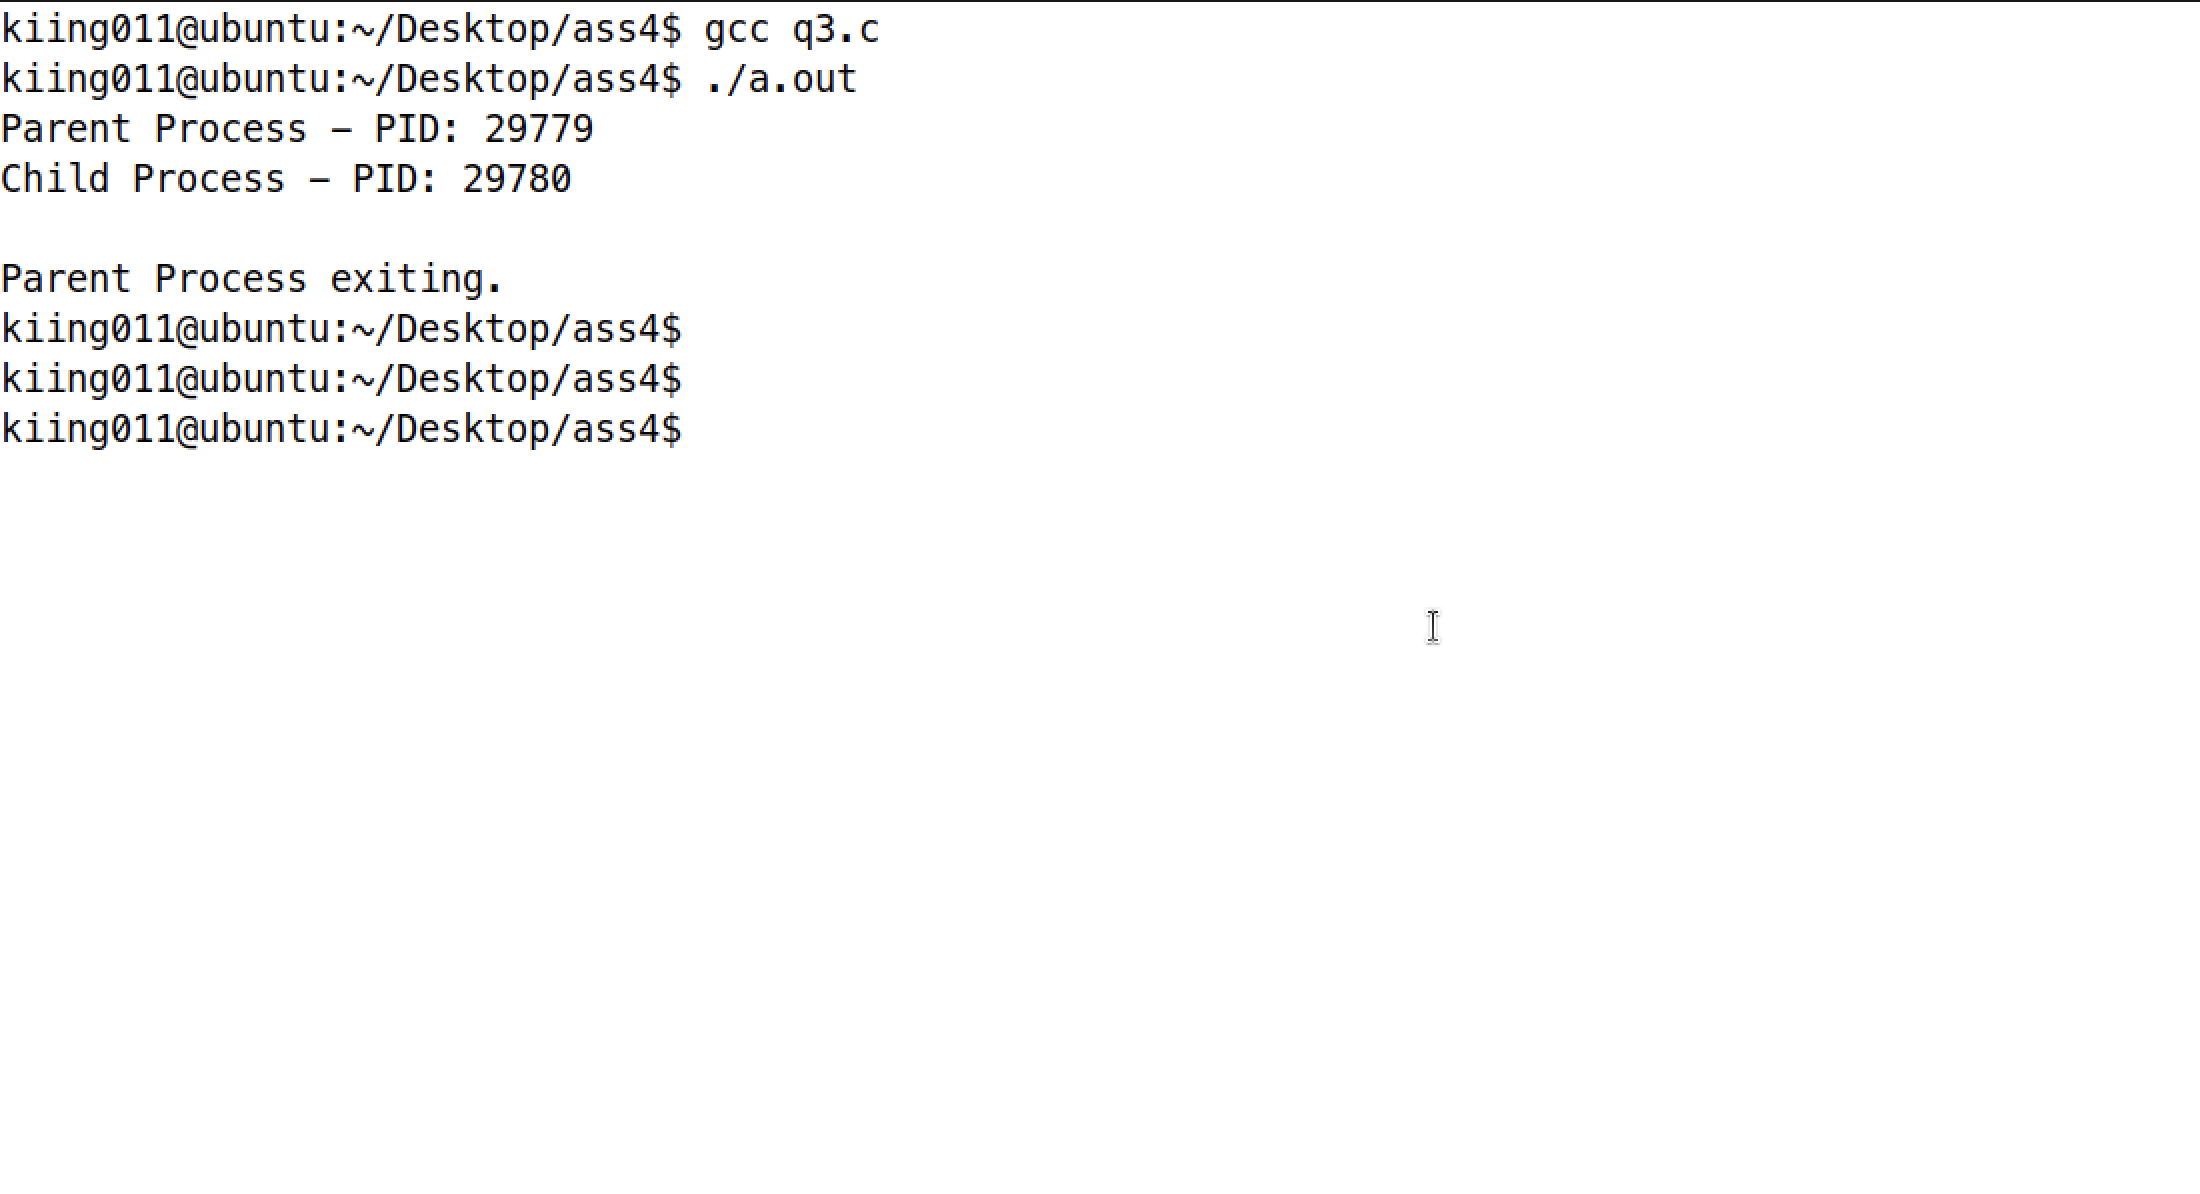 kiing011@ubuntu:~/Desktop/ass4$ gcc q3.c
kiing011@ubuntu:~/Desktop/ass4$ ./a.out
Parent Process – PID: 29779
Child Process – PID: 29780
Parent Process exiting.
kiing011@ubuntu:~/Desktop/ass4$
kiing011@ubuntu:~/Desktop/ass4$
kiing011@ubuntu:~/Desktop/ass4$